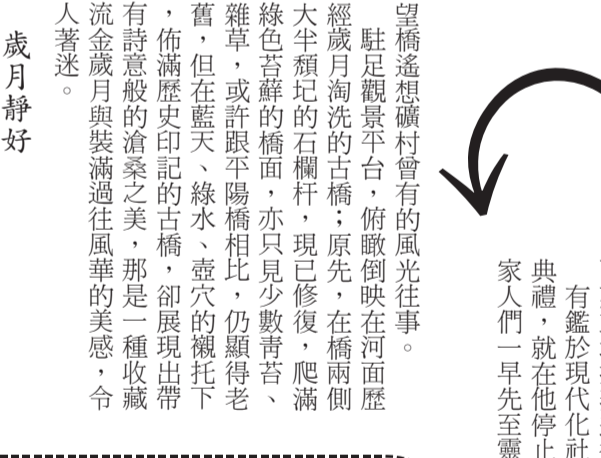 有鑑於現代化社
典禮，就在他停止
家人們一早先至靈
望橋遙想礦村曾有的風光往事。
駐足觀景平台，俯瞰倒映在河面歷
經歲月淘洗的古橋；原先，在橋兩側
大半頹圮的石欄杆，現已修復，爬滿
綠色苔蘚的橋面，亦只見少數青苔、
雜草，或許跟平陽橋相比，仍顯得老
舊，但在藍天、綠水、壺穴的襯托下
，佈滿歷史印記的古橋，卻展現出帶
有詩意般的滄桑之美，那是一種收藏
流金歲月與裝滿過往風華的美感，令
人著迷。
歲月靜好